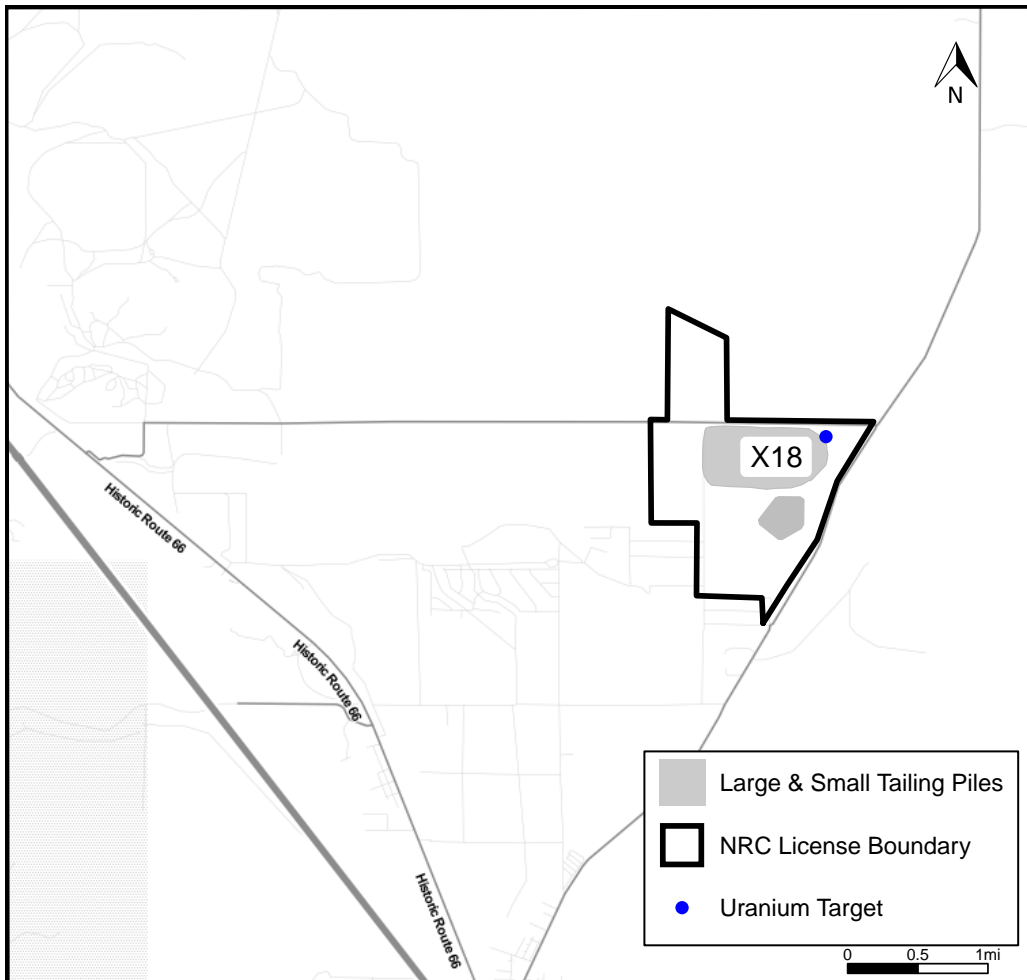 N
X18
Historic Route 66
Historic Route 66
Historic Route 66
Large & Small Tailing Piles
NRC License Boundary
Uranium Target
0 0.5 1mi